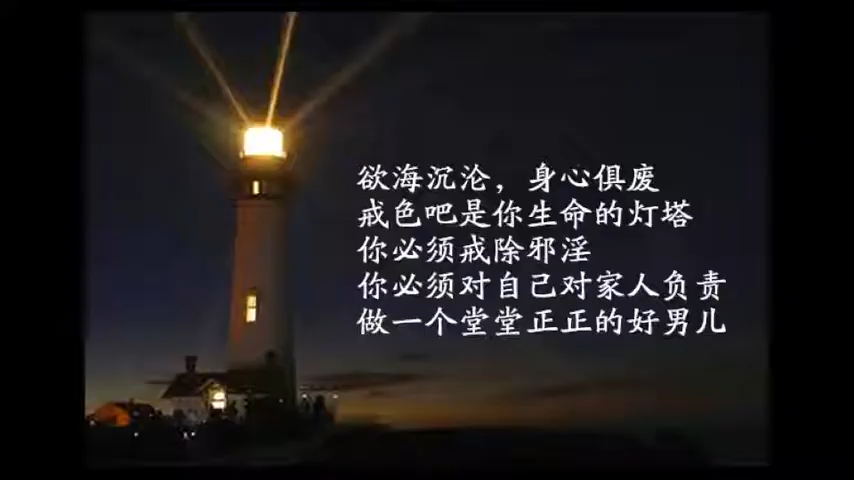 欲海沉沦，身心俱废
戒色吧是你生命的灯塔
你必须戒除邪淫
你必须对自己对家人负责
做一个堂堂正正的好男儿